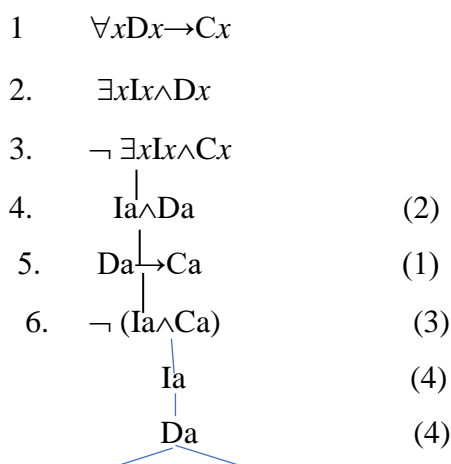 1 ∀xDx→Cx
2. ∃xIx∧Dx
3. ¬ ∃xIx∧Cx
4. Ia∧Da (2)
5. Da→Ca (1)
6. ¬ (Ia∧Ca) (3)
Ia (4)
Da (4)